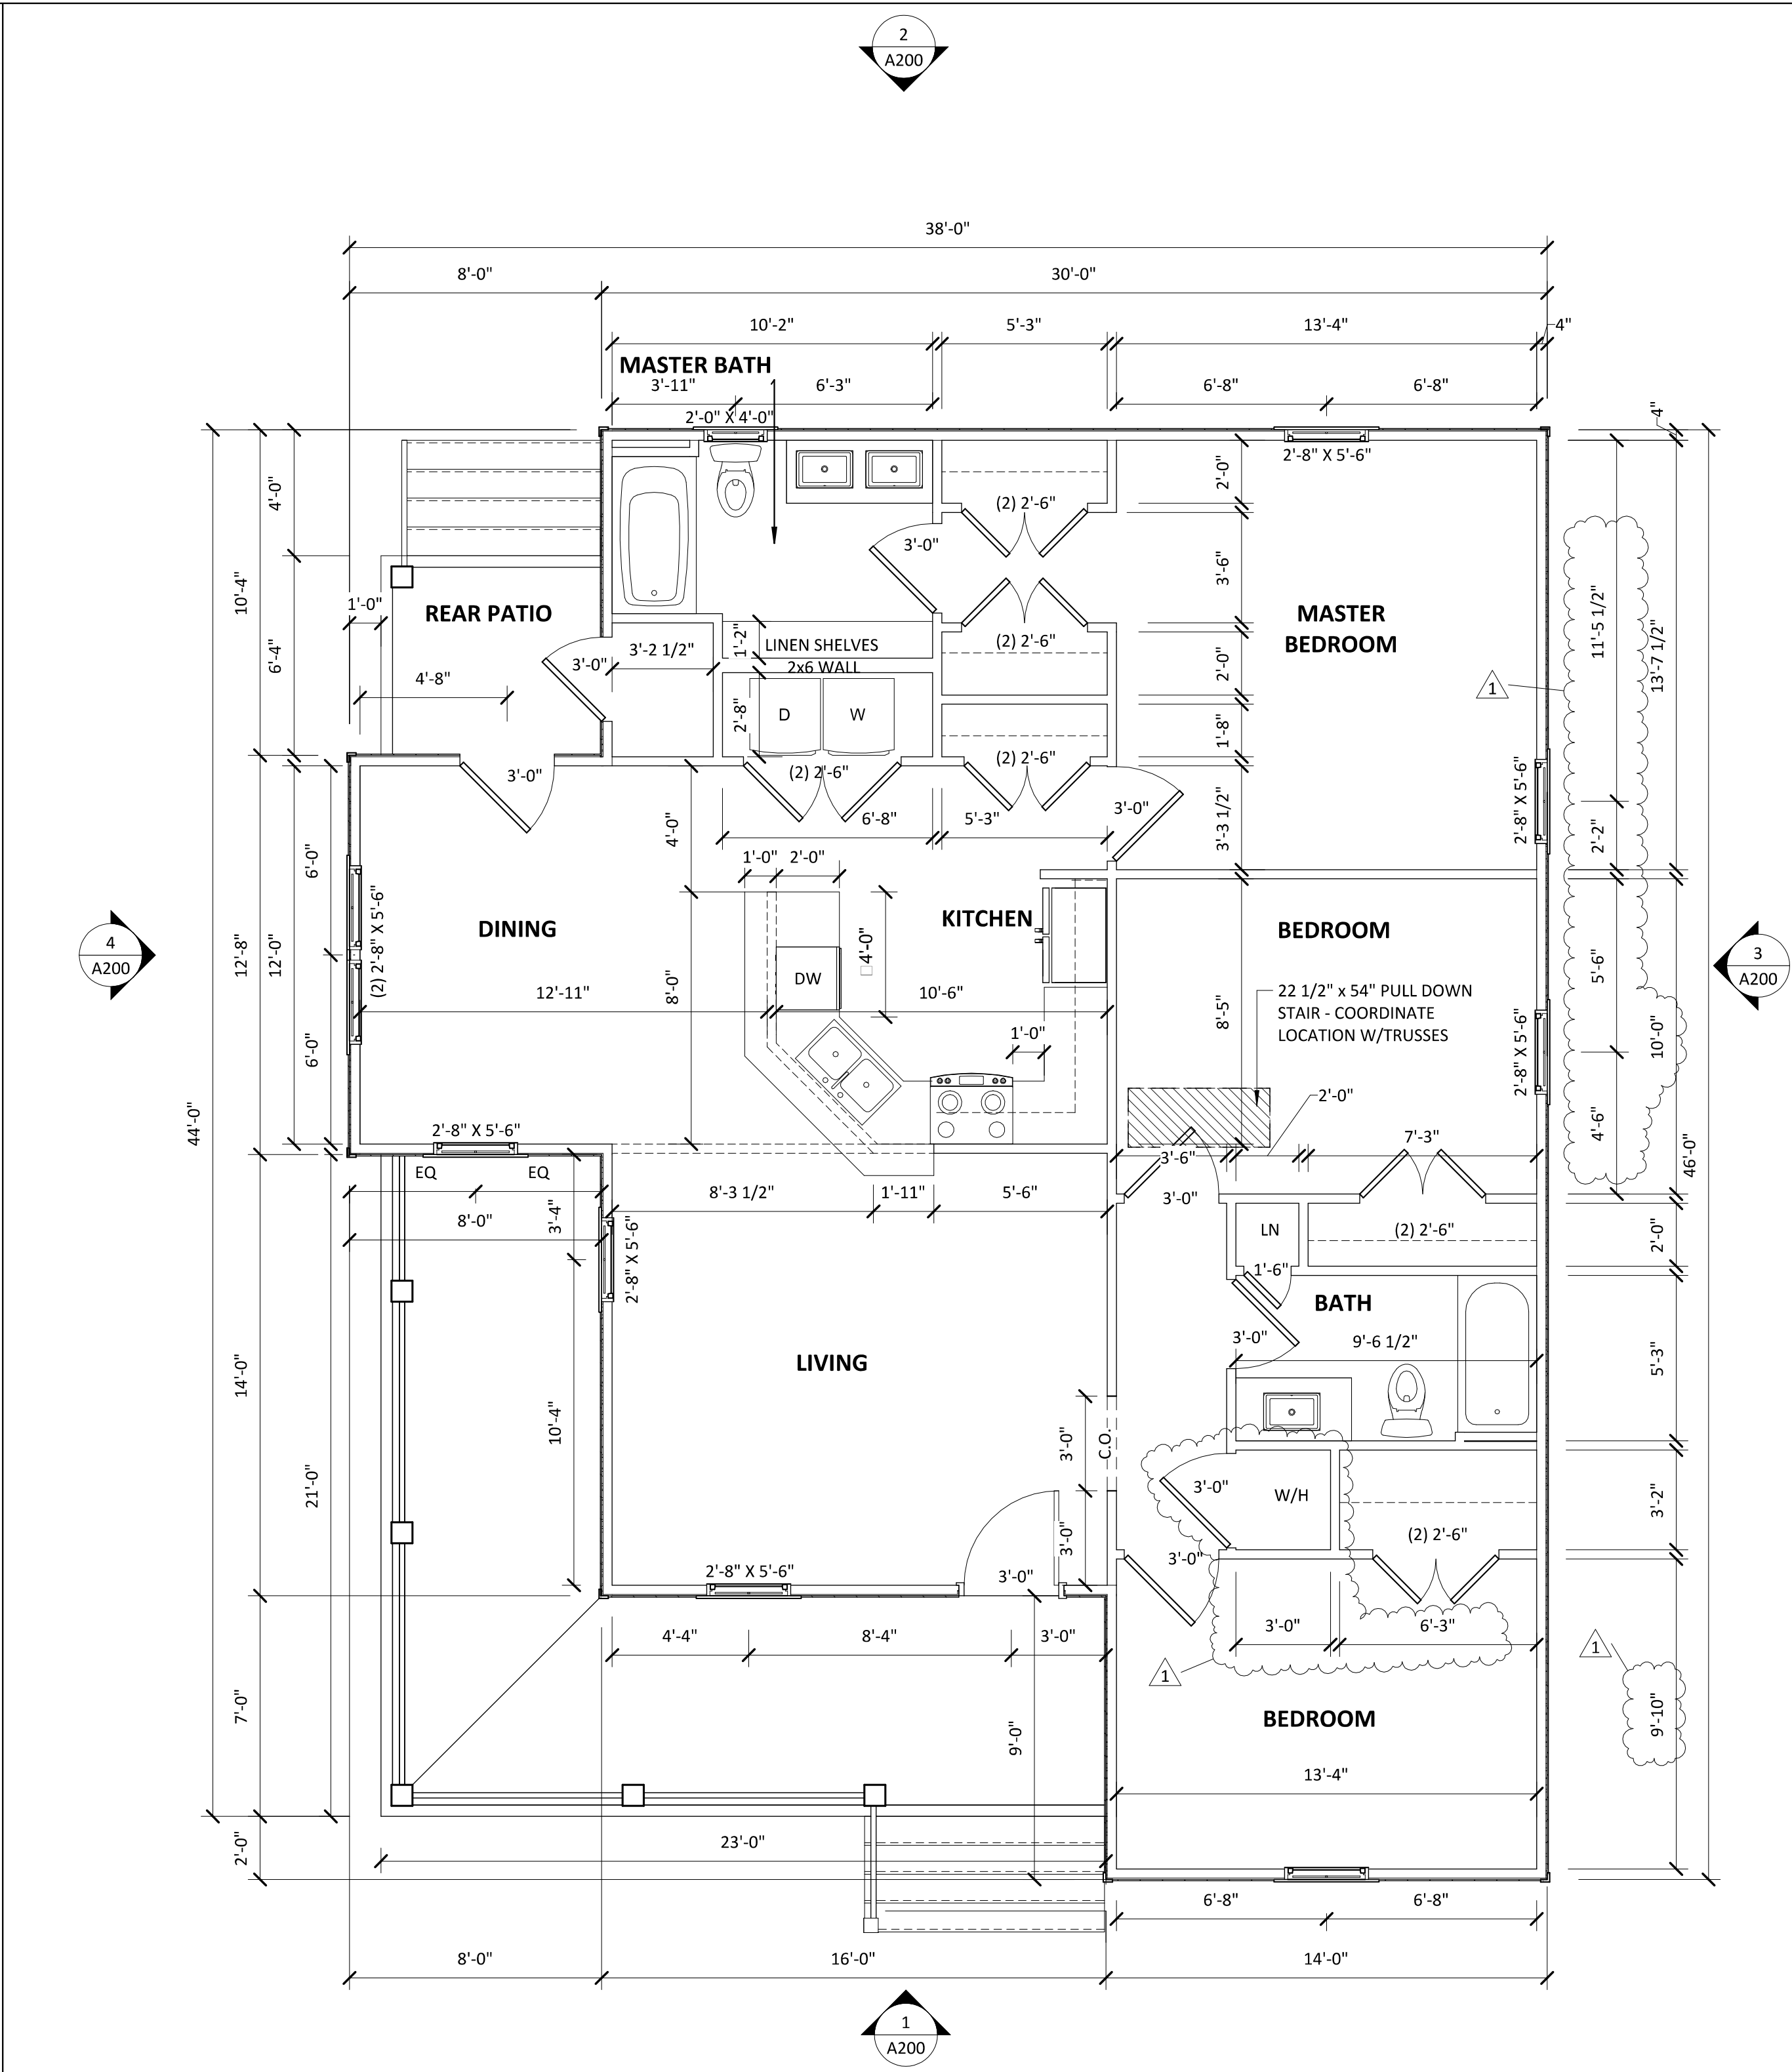 2
A200
38'-0"
8'-0"
30'-0"
10'-2"
5'-3"
13'-4"
4"
MASTER BATH
3'-11"
6'-3"
6'-8"
6'-8"
2'-0" X 4'-0"
2'-8" X 5'-6"
4"
4'-0"
2'-0"
(2) 2'-6"
3'-0"
3'-6"
10'-4"
1'-0"
REAR PATIO
MASTER
BEDROOM
11'-5 1/2"
13'-7 1/2"
6'-4"
3'-0"
3'-2 1/2"
1'-2"
LINEN SHELVES
2x6 WALL
(2) 2'-6"
2'-0"
4'-8"
1
2'-8"
D
W
1'-8"
3'-0"
(2) 2'-6"
(2) 2'-6"
3'-0"
2'-8" X 5'-6"
6'-0"
4'-0"
6'-8"
5'-3"
3'-3 1/2"
2'-2"
1'-0"
2'-0"
4
A200
12'-8"
12'-0"
(2) 2'-8" X 5'-6"
DINING
KITCHEN
BEDROOM
4'-0"
5'-6"
3
A200
DW
12'-11"
8'-0"
10'-6"
8'-5"
22 1/2" x 54" PULL DOWN
STAIR - COORDINATE
LOCATION W/TRUSSES
6'-0"
1'-0"
2'-8" X 5'-6"
10'-0"
44'-0"
2'-0"
4'-6"
46'-0"
2'-8" X 5'-6"
3'-6"
7'-3"
EQ
EQ
8'-3 1/2"
1'-11"
5'-6"
3'-0"
8'-0"
3'-4"
LN
(2) 2'-6"
2'-0"
2'-8" X 5'-6"
1'-6"
BATH
3'-0"
9'-6 1/2"
LIVING
14'-0"
5'-3"
10'-4"
3'-0"
C.O.
21'-0"
3'-0"
W/H
3'-2"
3'-0"
(2) 2'-6"
3'-0"
2'-8" X 5'-6"
3'-0"
4'-4"
8'-4"
3'-0"
3'-0"
6'-3"
1
1
7'-0"
9'-0"
BEDROOM
9'-10"
13'-4"
2'-0"
23'-0"
6'-8"
6'-8"
8'-0"
16'-0"
14'-0"
1
A200